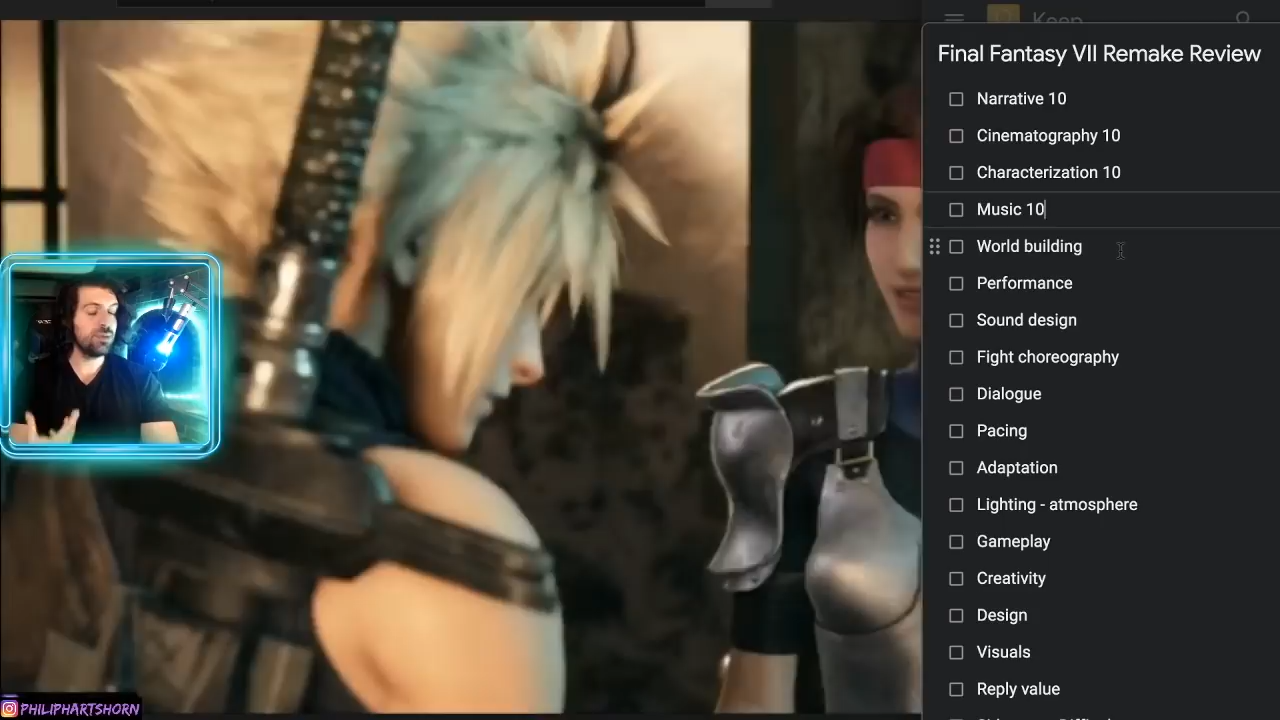 Keep
Final Fantasy VII Remake Review
Narrative 10
Cinematography 10
Characterization 10
Music 10
World building
Performance
Sound design
Fight choreography
Dialogue
Pacing
Adaptation
Lighting - atmosphere
Gameplay
Creativity
Design
Visuals
Reply value
PHILIPHARTSHORN